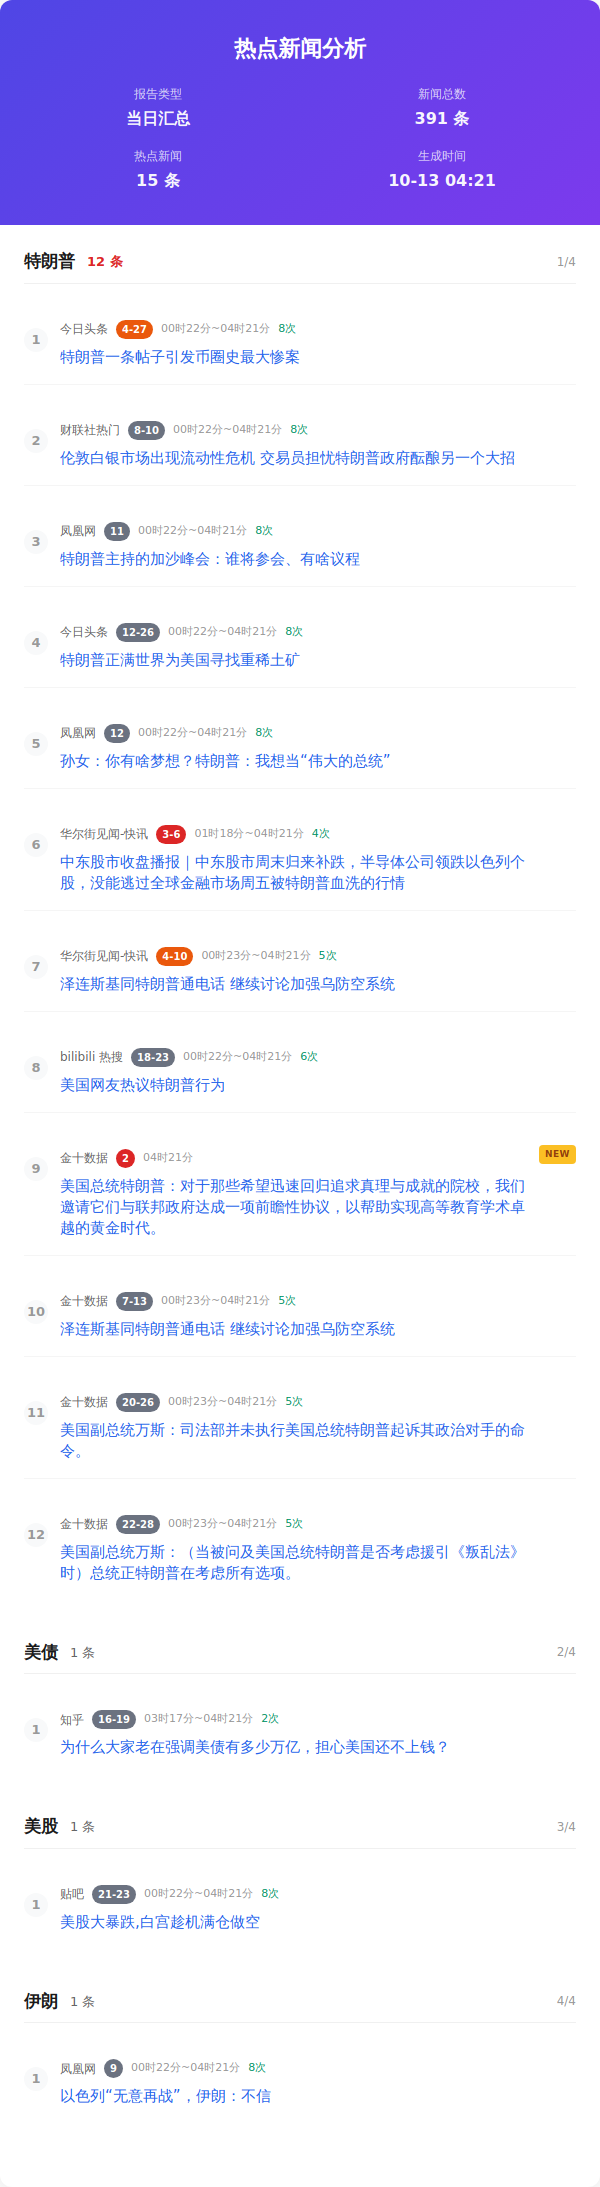 热点新闻分析
报告类型
新闻总数
当日汇总
391 条
热点新闻
生成时间
15 条
10-13 04:21
特朗普 12 条 1/4
1
今日头条 4-27 00时22分~04时21分 8次
特朗普一条帖子引发币圈史最大惨案
2
财联社热门 8-10 00时22分~04时21分 8次
伦敦白银市场出现流动性危机 交易员担忧特朗普政府酝酿另一个大招
3
凤凰网 11 00时22分~04时21分 8次
特朗普主持的加沙峰会：谁将参会、有啥议程
4
今日头条 12-26 00时22分~04时21分 8次
特朗普正满世界为美国寻找重稀土矿
5
凤凰网 12 00时22分~04时21分 8次
孙女：你有啥梦想？特朗普：我想当“伟大的总统”
6
华尔街见闻-快讯 3-6 01时18分~04时21分 4次
中东股市收盘播报｜中东股市周末归来补跌，半导体公司领跌以色列个
股，没能逃过全球金融市场周五被特朗普血洗的行情
7
华尔街见闻-快讯 4-10 00时23分~04时21分 5次
泽连斯基同特朗普通电话 继续讨论加强乌防空系统
8
bilibili 热搜 18-23 00时22分~04时21分 6次
美国网友热议特朗普行为
9
金十数据 2 04时21分 NEW
美国总统特朗普：对于那些希望迅速回归追求真理与成就的院校，我们
邀请它们与联邦政府达成一项前瞻性协议，以帮助实现高等教育学术卓
越的黄金时代。
10
金十数据 7-13 00时23分~04时21分 5次
泽连斯基同特朗普通电话 继续讨论加强乌防空系统
11
金十数据 20-26 00时23分~04时21分 5次
美国副总统万斯：司法部并未执行美国总统特朗普起诉其政治对手的命
令。
12
金十数据 22-28 00时23分~04时21分 5次
美国副总统万斯：（当被问及美国总统特朗普是否考虑援引《叛乱法》
时）总统正特朗普在考虑所有选项。
美债 1 条 2/4
1
知乎 16-19 03时17分~04时21分 2次
为什么大家老在强调美债有多少万亿，担心美国还不上钱？
美股 1 条 3/4
1
贴吧 21-23 00时22分~04时21分 8次
美股大暴跌,白宫趁机满仓做空
伊朗 1 条 4/4
1
凤凰网 9 00时22分~04时21分 8次
以色列“无意再战”，伊朗：不信